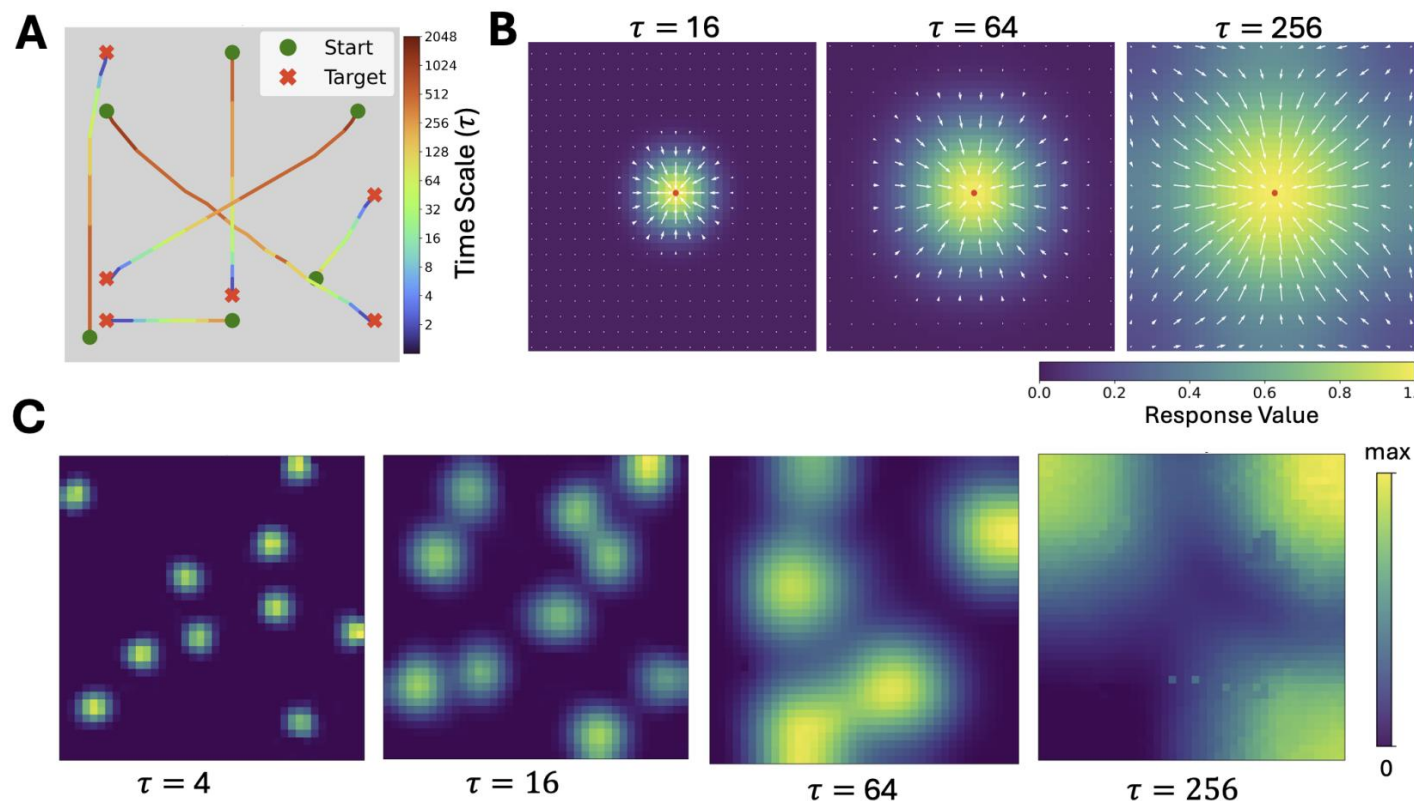 A
Start
Target
2048
1024
512
256
128
64
32
16
8
4
2
Time Scale (τ)
B
τ = 16
τ = 64
τ = 256
0.0
0.2
0.4
0.6
0.8
1.
Response Value
C
max
0
τ = 4
τ = 16
τ = 64
τ = 256